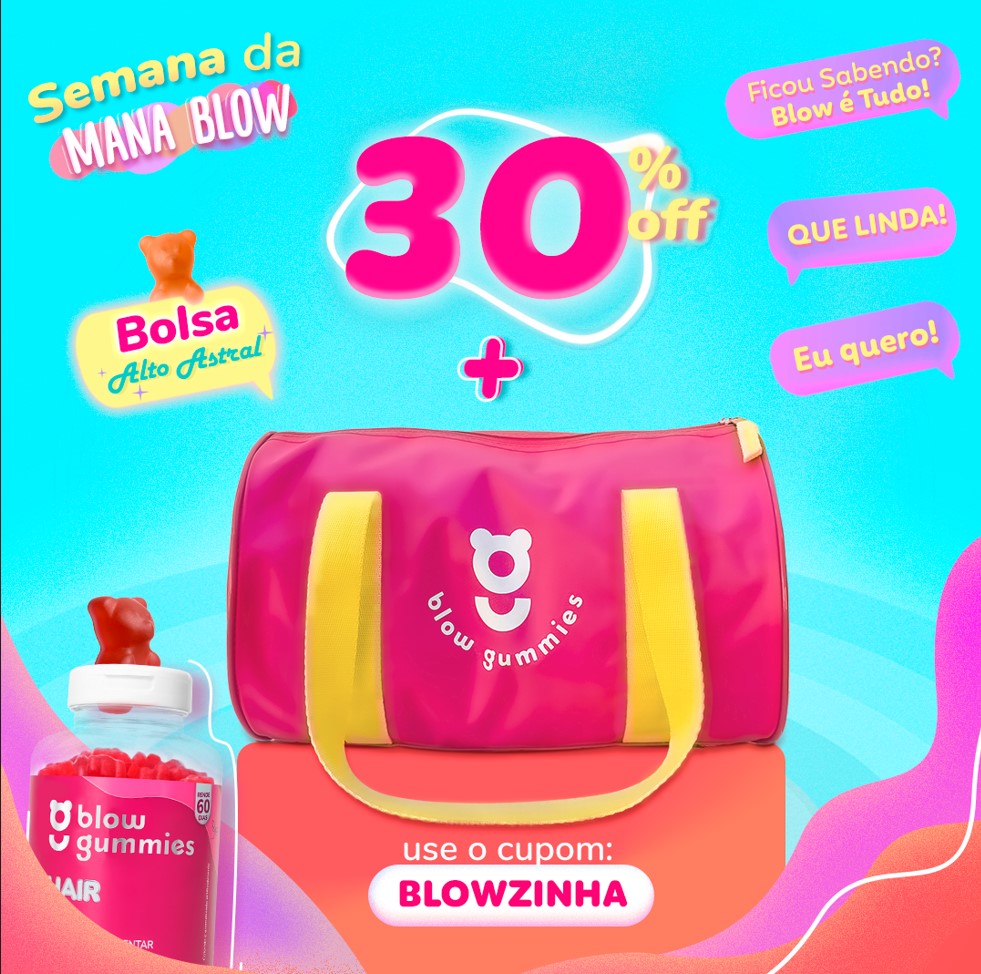 Semana da
MANA BLOW
30
%
off
Ficou Sabendo?
Blow é Tudo!
QUE LINDA!
Eu quero!
Bolsa
Alto Astral
+
blow gummies
blow
gummies
RENDE
60
DIAS
HAIR
use o cupom:
BLOWZINHA